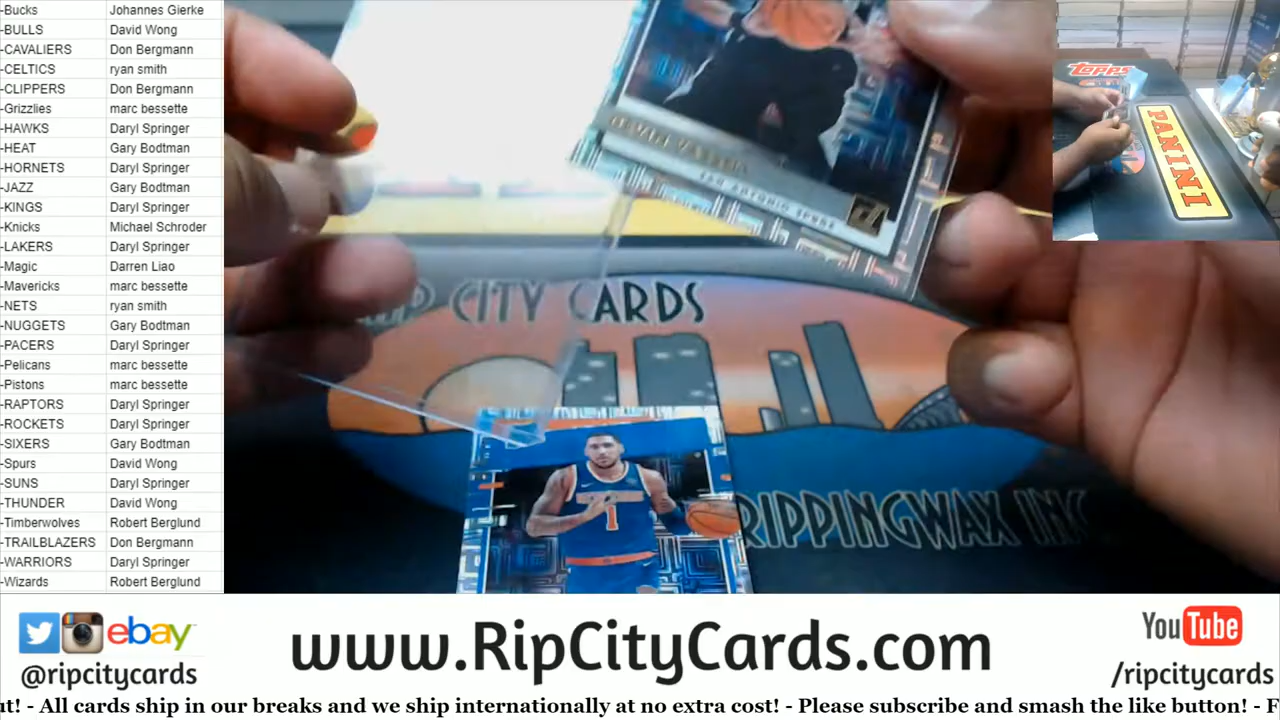 -Bucks Johannes Gierke
-BULLS David Wong
-CAVALIERS Don Bergmann
-CELTICS ryan smith
-CLIPPERS Don Bergmann
-Grizzlies marc bessette
-HAWKS Daryl Springer
-HEAT Gary Bodtman
-HORNETS Daryl Springer
-JAZZ Gary Bodtman
-KINGS Daryl Springer
-Knicks Michael Schroder
-LAKERS Daryl Springer
-Magic Darren Liao
-Mavericks marc bessette
-NETS ryan smith
-NUGGETS Gary Bodtman
-PACERS Daryl Springer
-Pelicans marc bessette
-Pistons marc bessette
-RAPTORS Daryl Springer
-ROCKETS Daryl Springer
-SIXERS Gary Bodtman
-Spurs David Wong
-SUNS Daryl Springer
-THUNDER David Wong
-Timberwolves Robert Berglund
-TRAILBLAZERS Don Bergmann
-WARRIORS Daryl Springer
-Wizards Robert Berglund
SAN ANTONIO SPURS
CITY CARDS
1
RIPPINGWAX INC
Topps
PANINI
ebay
@ripcitycards
www.RipCityCards.com
YouTube
/ripcitycards
ut! - All cards ship in our breaks and we ship internationally at no extra cost! - Please subscribe and smash the like button! - F